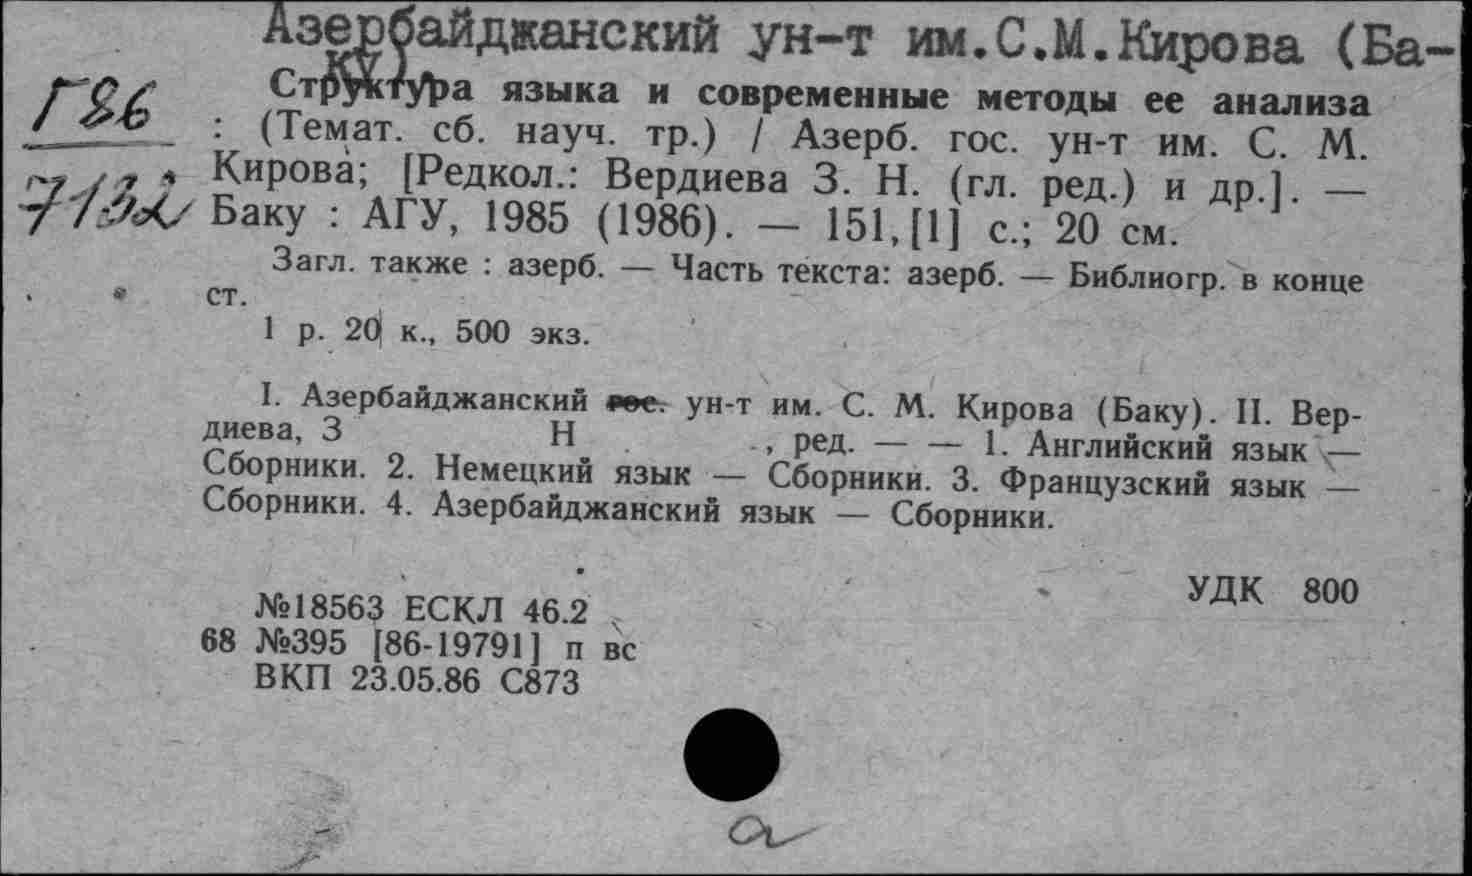 Азербайджанский ун-т им.С.М.Кирова (Ба-
ку)
Структура языка и современные методы ее анализа
Г86
: (Темат. сб. науч. тр.) / Азерб. гос. ун-т им. С. М.
7132
Кирова; [Редкол.: Вердиева З. Н. (гл. ред.) и др.]. —
Баку : АГУ, 1985 (1986). — 151,[1] с.; 20 см.
Загл. также : азерб. — Часть текста: азерб. — Библиогр. в конце
ст.
1 р. 20 к., 500 экз.
I. Азербайджанский гос. ун-т им. С. М. Кирова (Баку). II. Вер-
диева, З Н , ред. — — 1. Английский язык —
Сборники. 2. Немецкий язык — Сборники. 3. Французский язык —
Сборники. 4. Азербайджанский язык — Сборники.
УДК 800
№18563 ЕСКЛ 46.2
68 №395 [86-19791] п вс
ВКП 23.05.86 С873
а